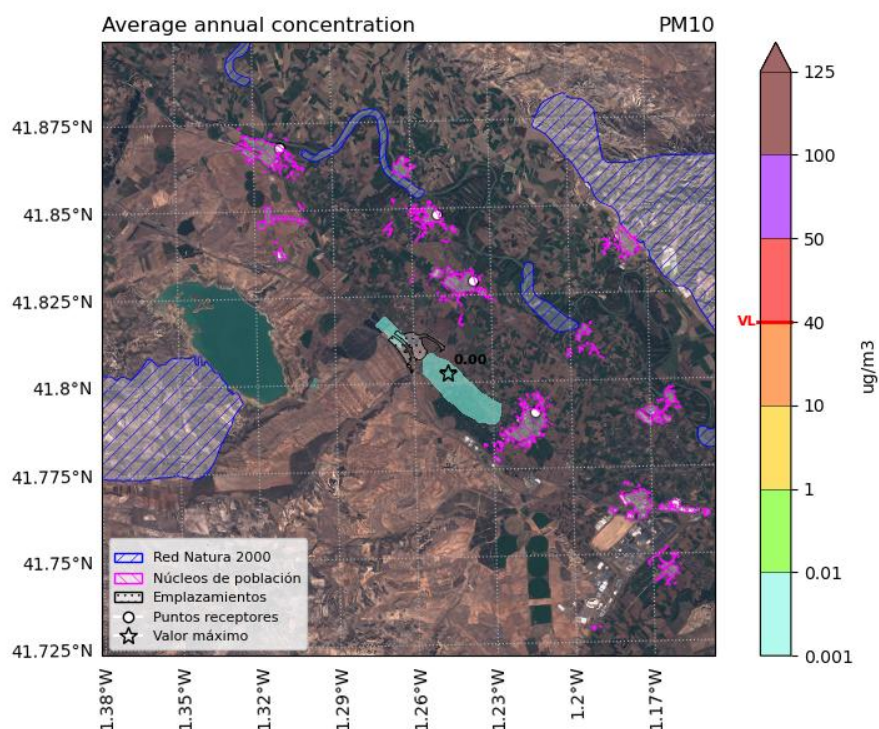 Average annual concentration
PM10
41.875°N
41.85°N
41.825°N
41.8°N
41.775°N
41.75°N
41.725°N
0.00
Red Natura 2000
Núcleos de población
Emplazamientos
Puntos receptores
Valor máximo
1.38°W
1.35°W
1.32°W
1.29°W
1.26°W
1.23°W
1.2°W
1.17°W
125
100
50
VL
40
10
1
0.01
0.001
ug/m3